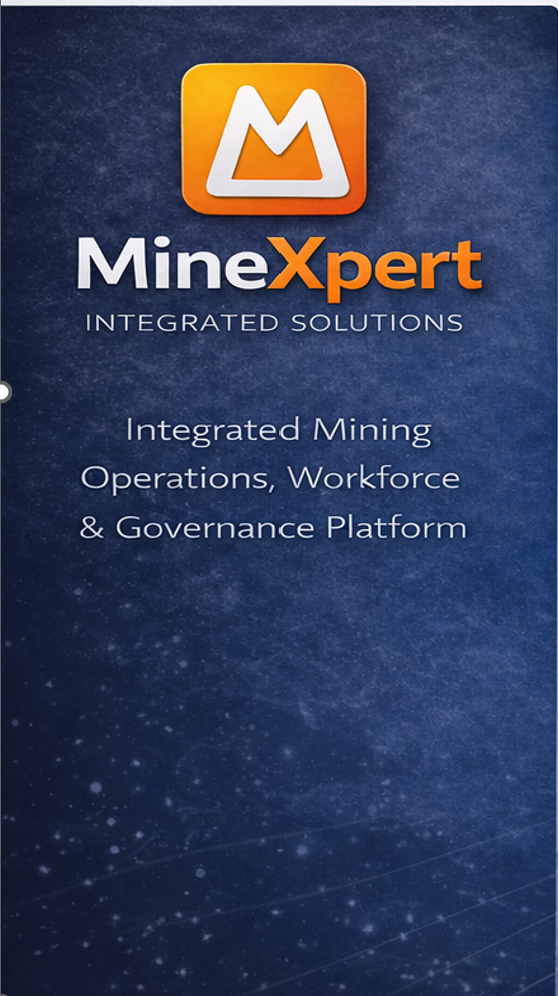 MineXpert
INTEGRATED SOLUTIONS
Integrated Mining
Operations, Workforce
& Governance Platform